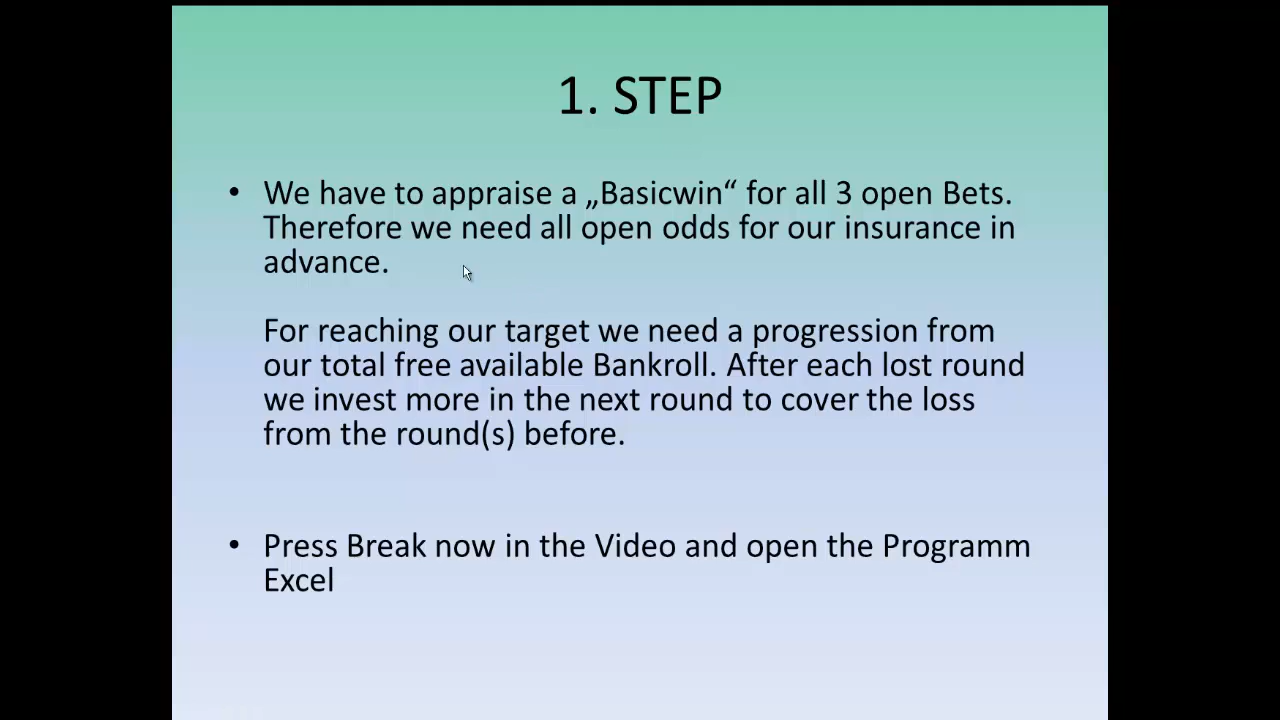 1. STEP
• We have to appraise a „Basicwin“ for all 3 open Bets.
Therefore we need all open odds for our insurance in
advance.
For reaching our target we need a progression from
our total free available Bankroll. After each lost round
we invest more in the next round to cover the loss
from the round(s) before.
• Press Break now in the Video and open the Programm
Excel